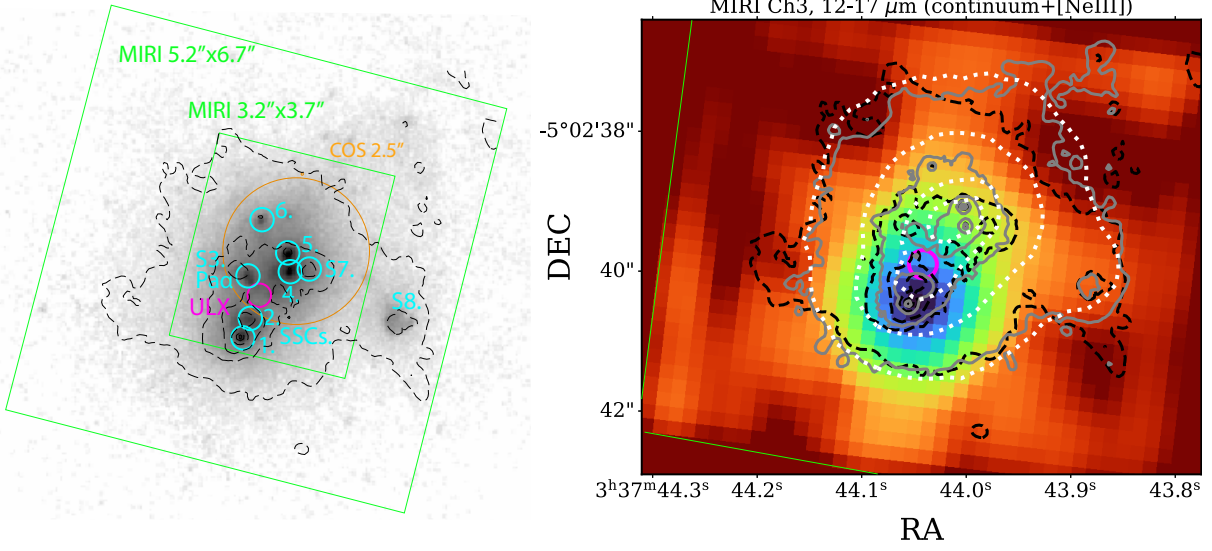 MIRI 5.2”x6.7”
MIRI 3.2”x3.7”
COS 2.5”
6.
5
S3
S7.
P3d
4.
ULX
S8.
2
SSCs.
1.
MIRI Ch3, 12-17 μm (continuum+[NeIII])
-5°02'38"
40"
42"
DEC
3ʰ37ᵐ44.3ˢ 44.2ˢ 44.1ˢ 44.0ˢ 43.9ˢ 43.8ˢ
RA